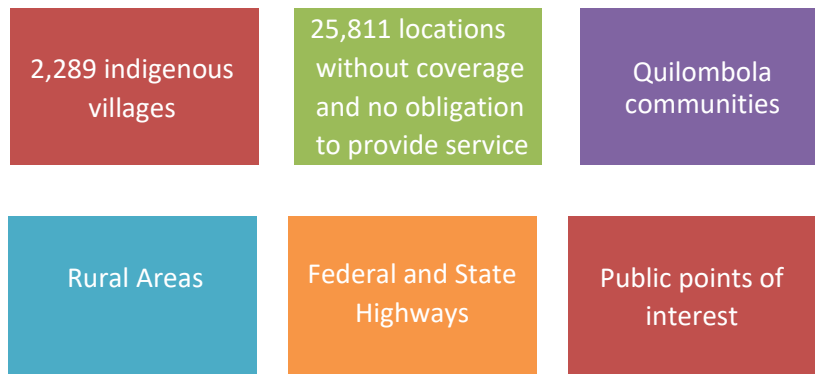 2,289 indigenous
villages
25,811 locations
without coverage
and no obligation
to provide service
Quilombola
communities
Rural Areas
Federal and State
Highways
Public points of
interest